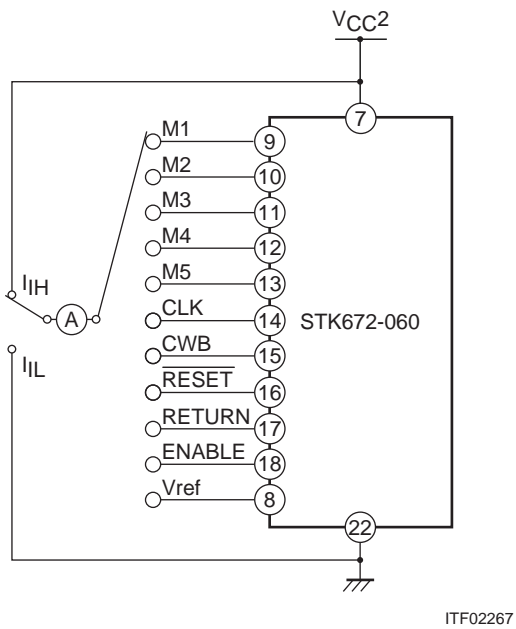 VCC2
7
M1 9
M2 10
M3 11
M4 12
M5 13
IIH
A
CLK 14 STK672-060
CWB 15
IIL
RESET 16
RETURN 17
ENABLE 18
Vref 8
22
ITF02267